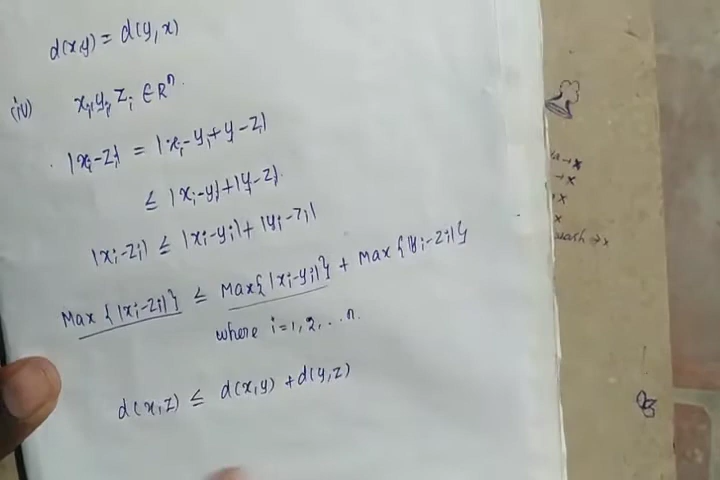 d(x,y) = d(y,x)
(iv) xi, yi, zi ∈ Rⁿ.
|xi-zi| = |xi-yi+yi-zi|
≤ |xi-yi|+|yi-zi|.
|xi-zi| ≤ |xi-yi|+|yi-zi|
Max{|xi-zi|} ≤ Max{|xi-yi|} + Max{|yi-zi|}
where i=1,2,...n.
d(x,z) ≤ d(x,y) + d(y,z)